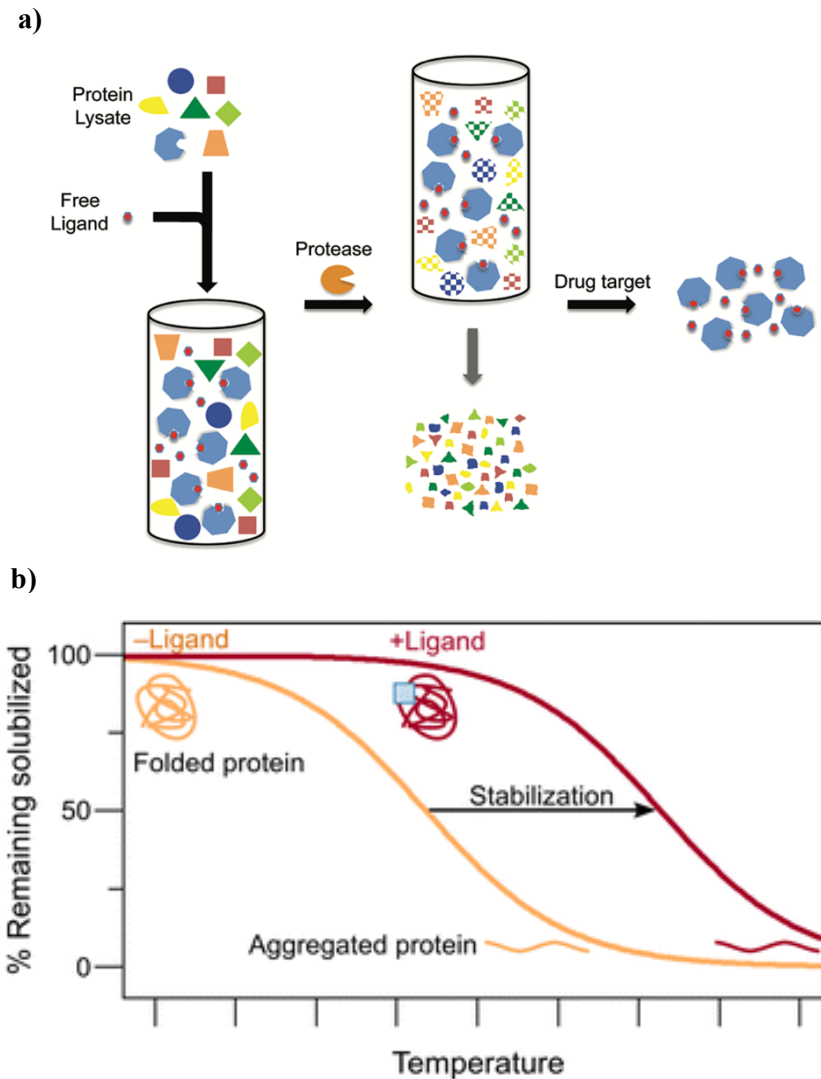 a)
Protein
Lysate
Free
Ligand
Protease
Drug target
b)
% Remaining solubilized
100
50
0
–Ligand
+Ligand
Folded protein
Stabilization
Aggregated protein
Temperature